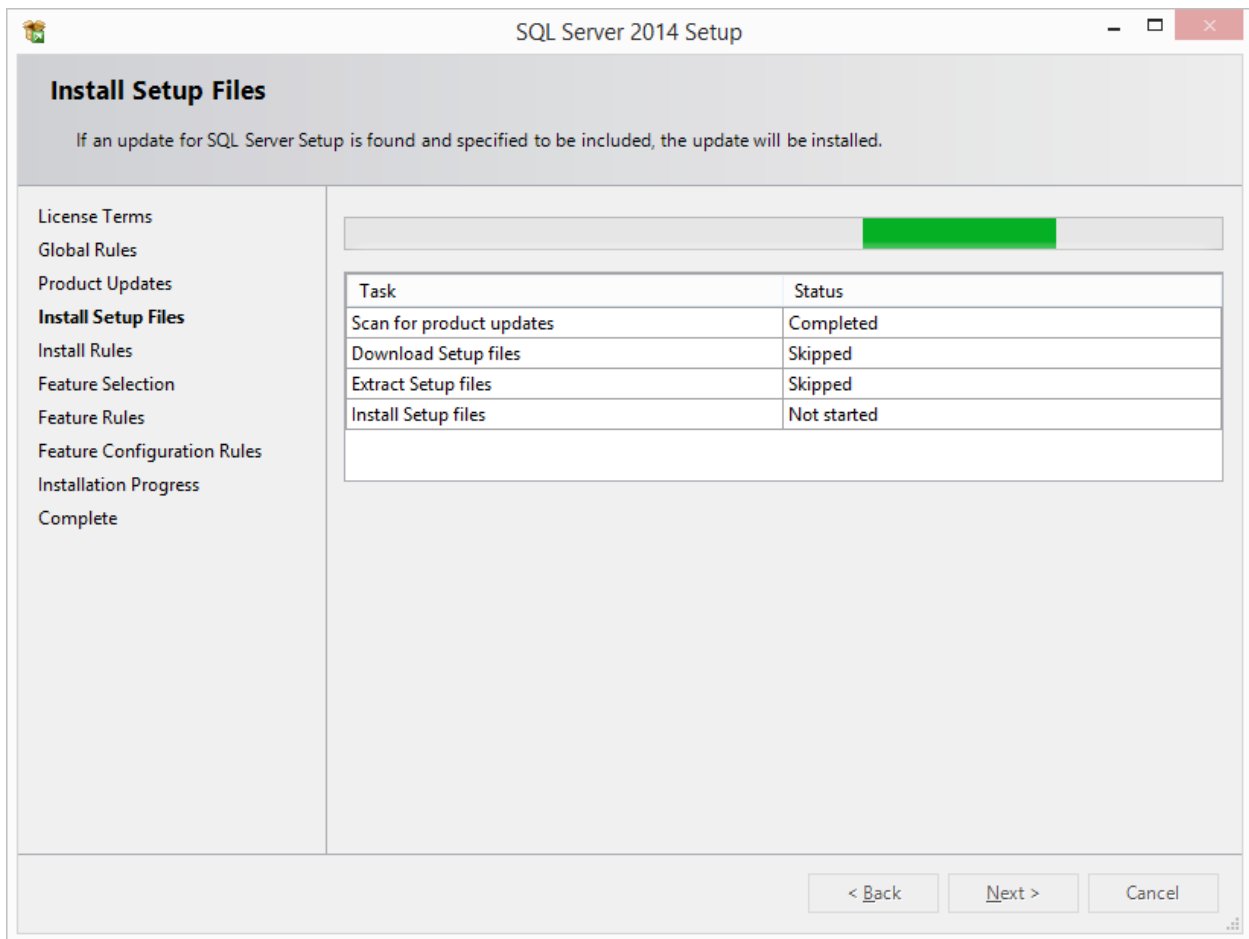 SQL Server 2014 Setup
Install Setup Files
If an update for SQL Server Setup is found and specified to be included, the update will be installed.
License Terms
Global Rules
Product Updates
Install Setup Files
Install Rules
Feature Selection
Feature Rules
Feature Configuration Rules
Installation Progress
Complete
Task Status
Scan for product updates Completed
Download Setup files Skipped
Extract Setup files Skipped
Install Setup files Not started
< Back Next > Cancel